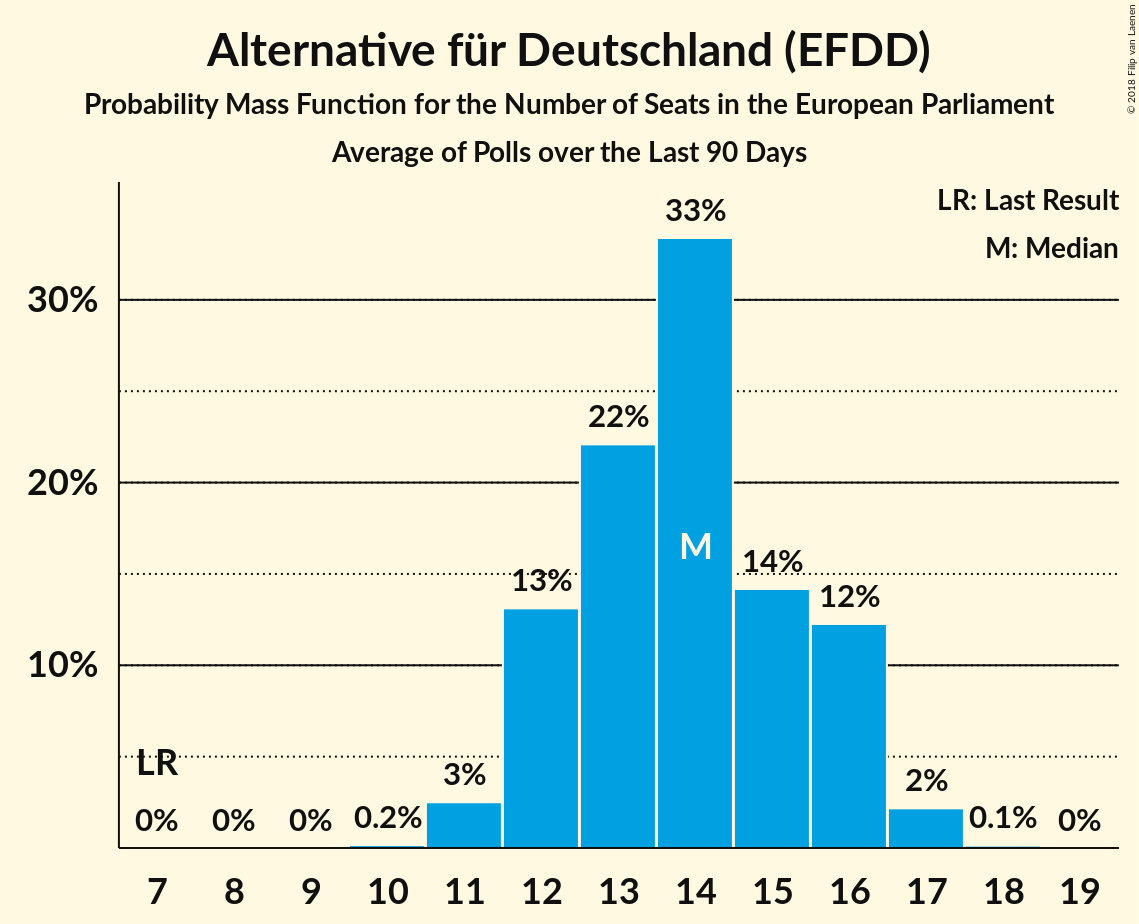 Alternative für Deutschland (EFDD)
Probability Mass Function for the Number of Seats in the European Parliament
Average of Polls over the Last 90 Days
© 2018 Filip van Laenen
LR: Last Result
M: Median
30%
20%
10%
LR
0%
0%
0%
0.2%
3%
13%
22%
33%
M
14%
12%
2%
0.1%
0%
7 8 9 10 11 12 13 14 15 16 17 18 19